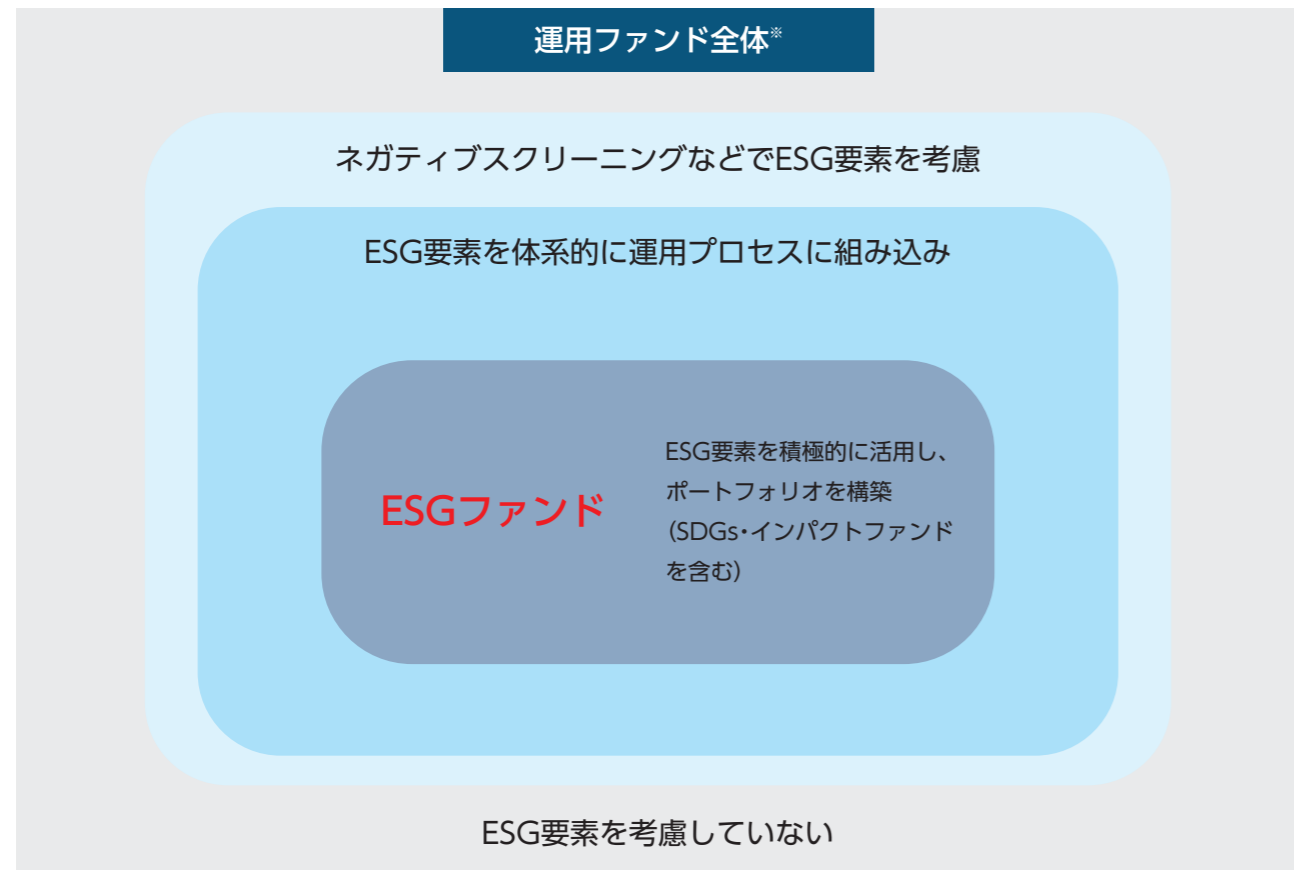 運用ファンド全体※
ネガティブスクリーニングなどでESG要素を考慮
ESG要素を体系的に運用プロセスに組み込み
ESGファンド
ESG要素を積極的に活用し、
ポートフォリオを構築
(SDGs・インパクトファンド
を含む)
ESG要素を考慮していない